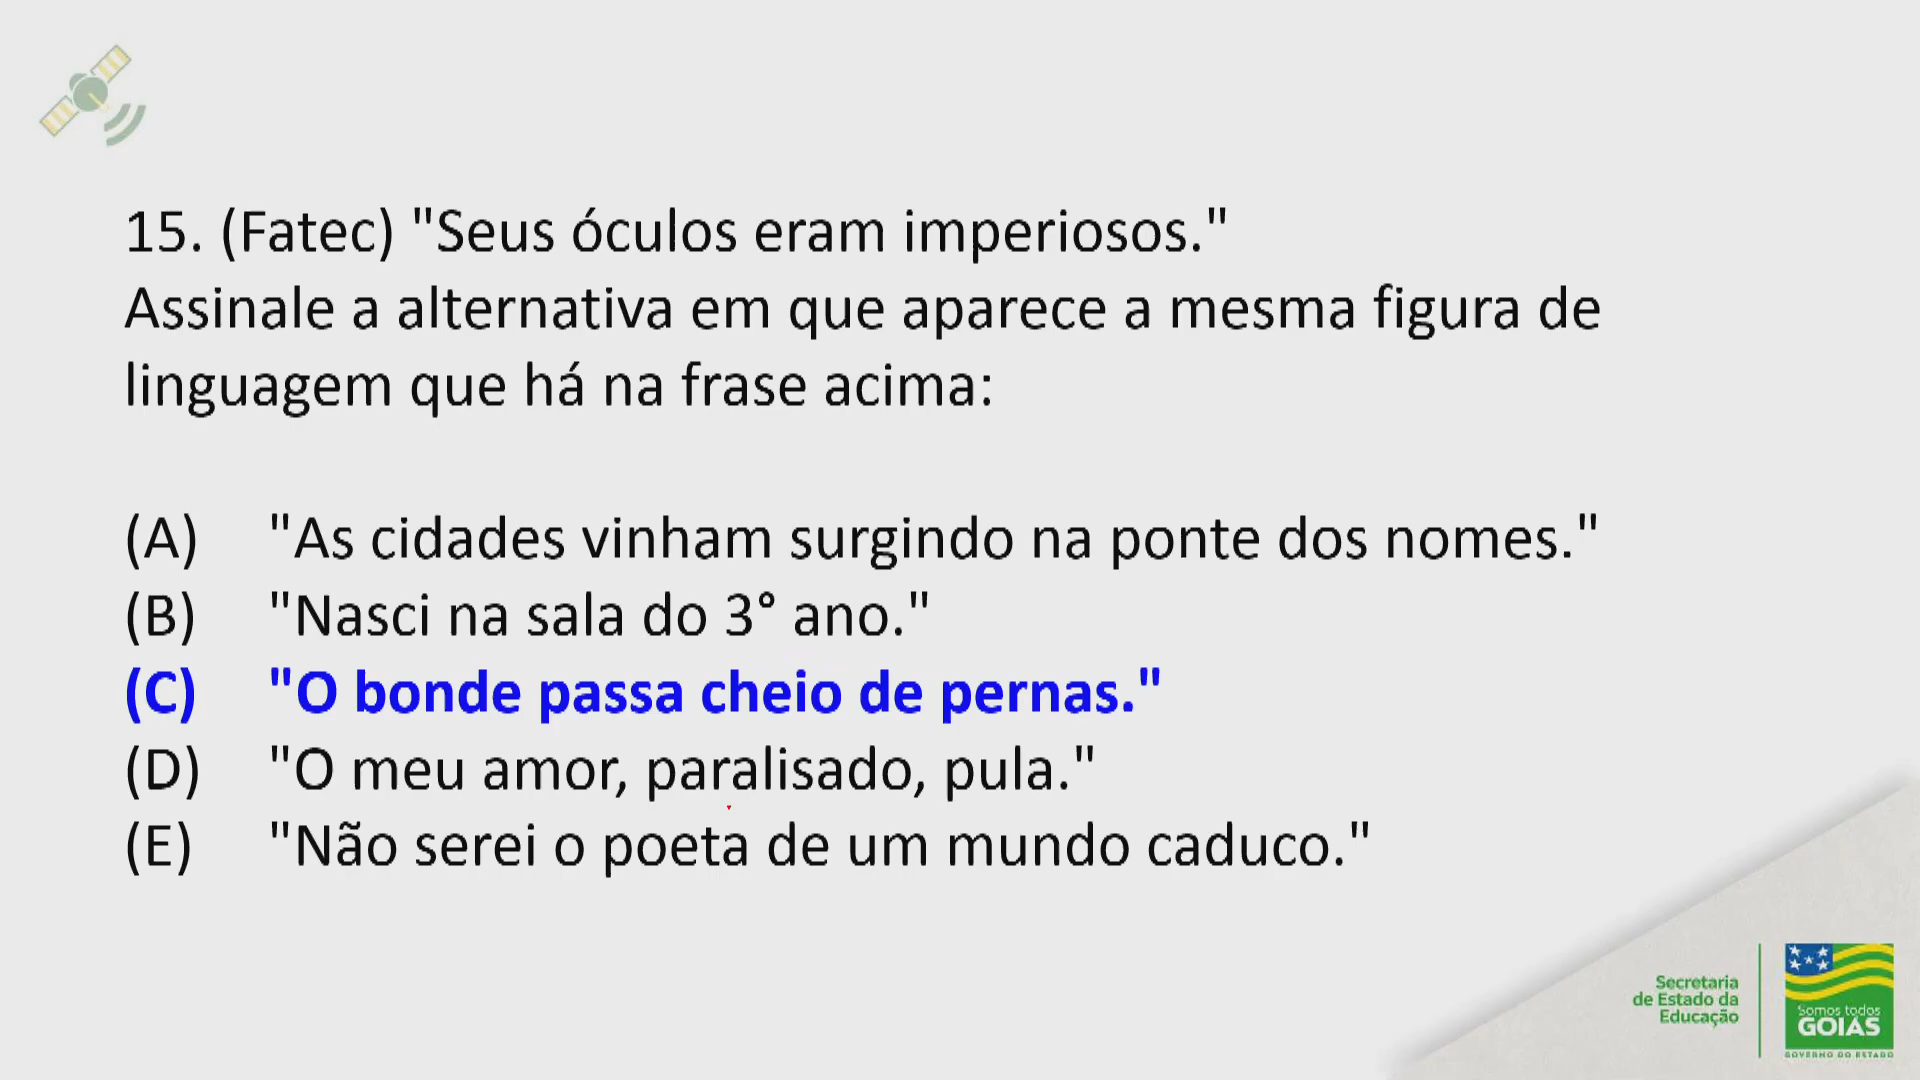 15. (Fatec) "Seus óculos eram imperiosos."
Assinale a alternativa em que aparece a mesma figura de
linguagem que há na frase acima:
(A) "As cidades vinham surgindo na ponte dos nomes."
(B) "Nasci na sala do 3° ano."
(C) "O bonde passa cheio de pernas."
(D) "O meu amor, paralisado, pula."
(E) "Não serei o poeta de um mundo caduco."
Secretaria
de Estado da
Educação
Somos todos
GOIÁS
GOVERNO DO ESTADO